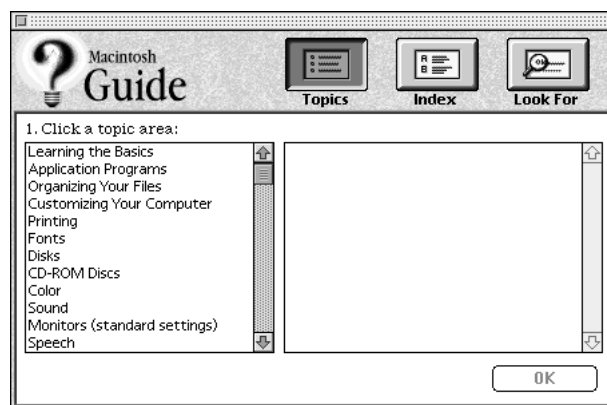 Macintosh
Guide
Topics
Index
Look For
1. Click a topic area:
Learning the Basics
Application Programs
Organizing Your Files
Customizing Your Computer
Printing
Fonts
Disks
CD-ROM Discs
Color
Sound
Monitors (standard settings)
Speech
OK